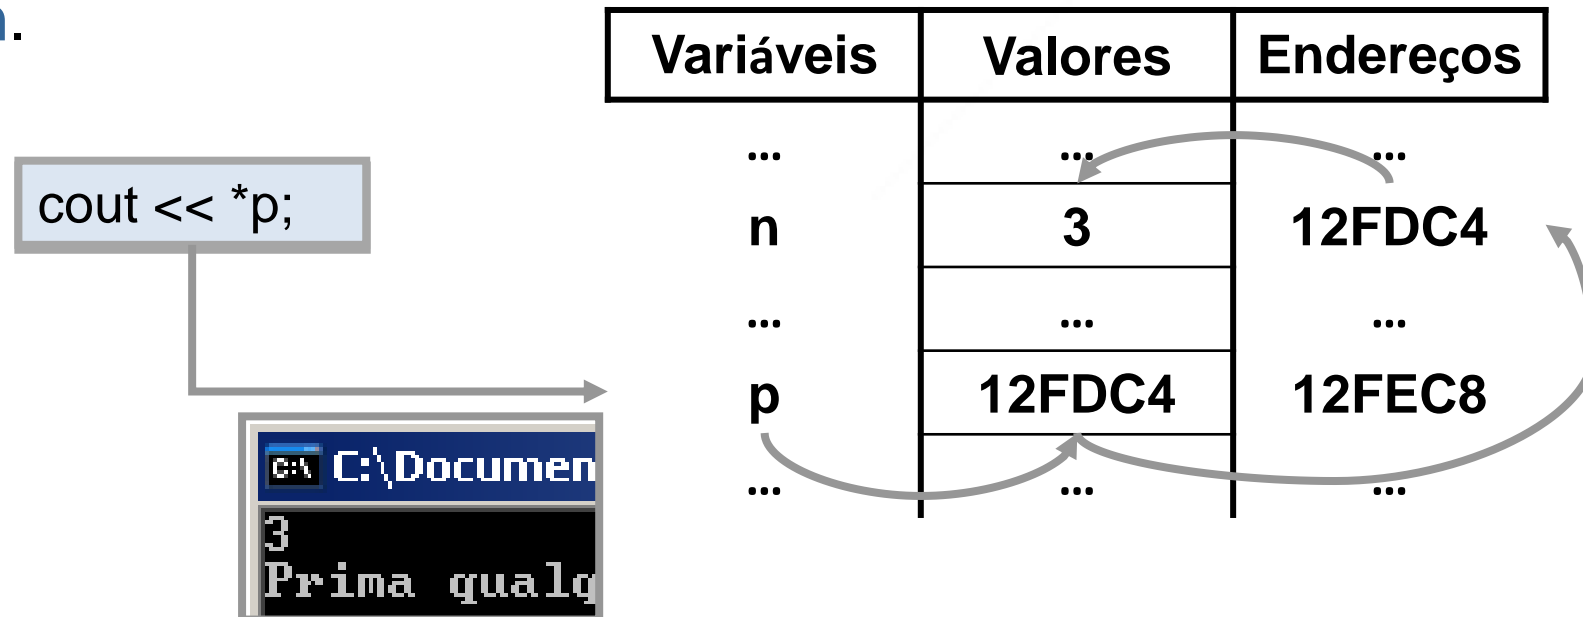 n.
Variáveis Valores Endereços
... ... ...
cout << *p;
n 3 12FDC4
... ... ...
p 12FDC4 12FEC8
C:\ C:\Documen
... ... ...
3
Prima qualq